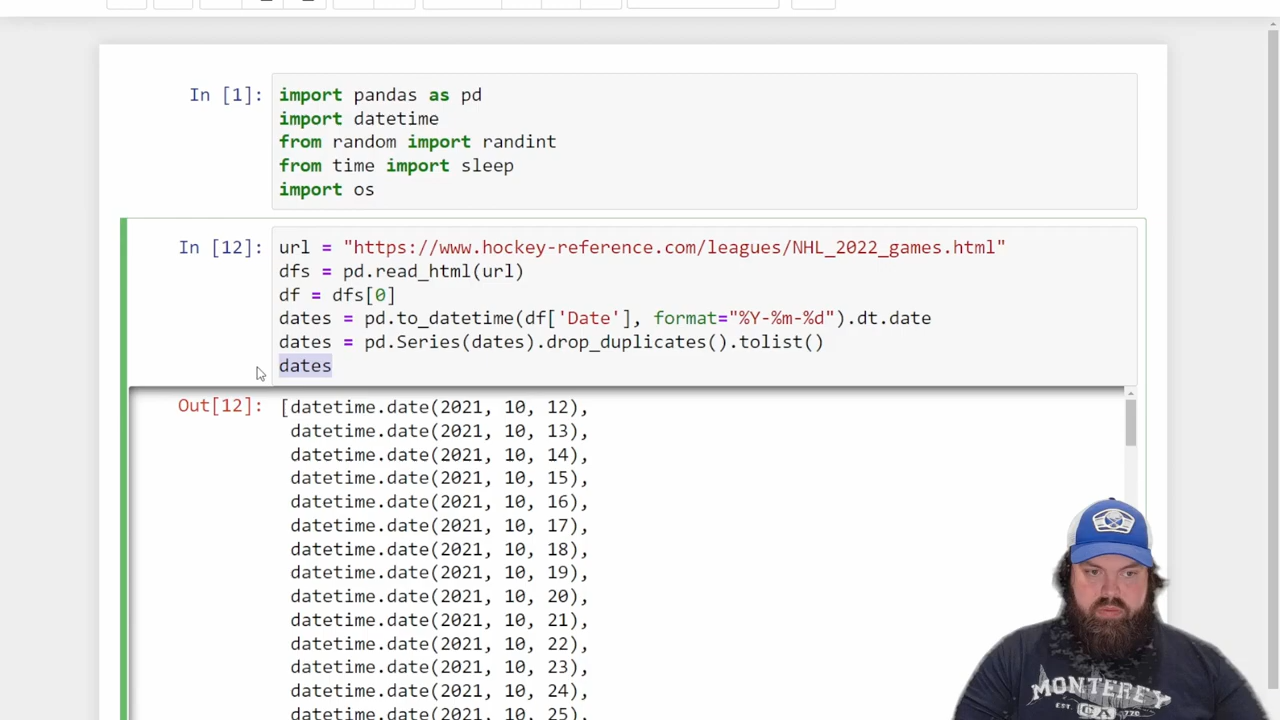 In [1]:
import pandas as pd
import datetime
from random import randint
from time import sleep
import os
In [12]:
url = "https://www.hockey-reference.com/leagues/NHL_2022_games.html"
dfs = pd.read_html(url)
df = dfs[0]
dates = pd.to_datetime(df['Date'], format="%Y-%m-%d").dt.date
dates = pd.Series(dates).drop_duplicates().tolist()
dates
Out[12]:
[datetime.date(2021, 10, 12),
datetime.date(2021, 10, 13),
datetime.date(2021, 10, 14),
datetime.date(2021, 10, 15),
datetime.date(2021, 10, 16),
datetime.date(2021, 10, 17),
datetime.date(2021, 10, 18),
datetime.date(2021, 10, 19),
datetime.date(2021, 10, 20),
datetime.date(2021, 10, 21),
datetime.date(2021, 10, 22),
datetime.date(2021, 10, 23),
datetime.date(2021, 10, 24),
datetime.date(2021, 10, 25),
MONTEREY
EST. CA 770